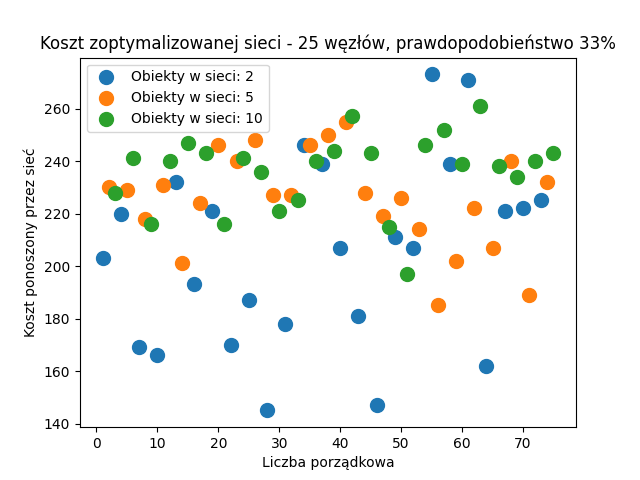 Koszt zoptymalizowanej sieci - 25 węzłów, prawdopodobieństwo 33%
Obiekty w sieci: 2
Obiekty w sieci: 5
Obiekty w sieci: 10
Koszt ponoszony przez sieć
260
240
220
200
180
160
140
0 10 20 30 40 50 60 70
Liczba porządkowa